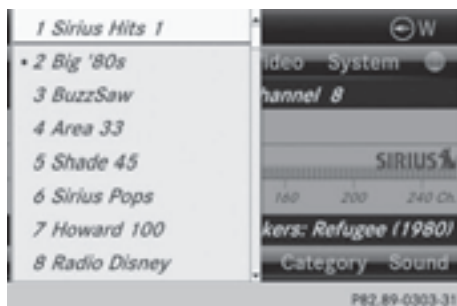 1 Sirius Hits 1
W
• 2 Big '80s
ideo System
3 BuzzSaw
hannel 8
4 Area 33
5 Shade 45
SIRIUS
6 Sirius Pops
160 200 240 Ch.
7 Howard 100
kers: Refugee (1980)
8 Radio Disney
Category Sound
P82.89-0303-31